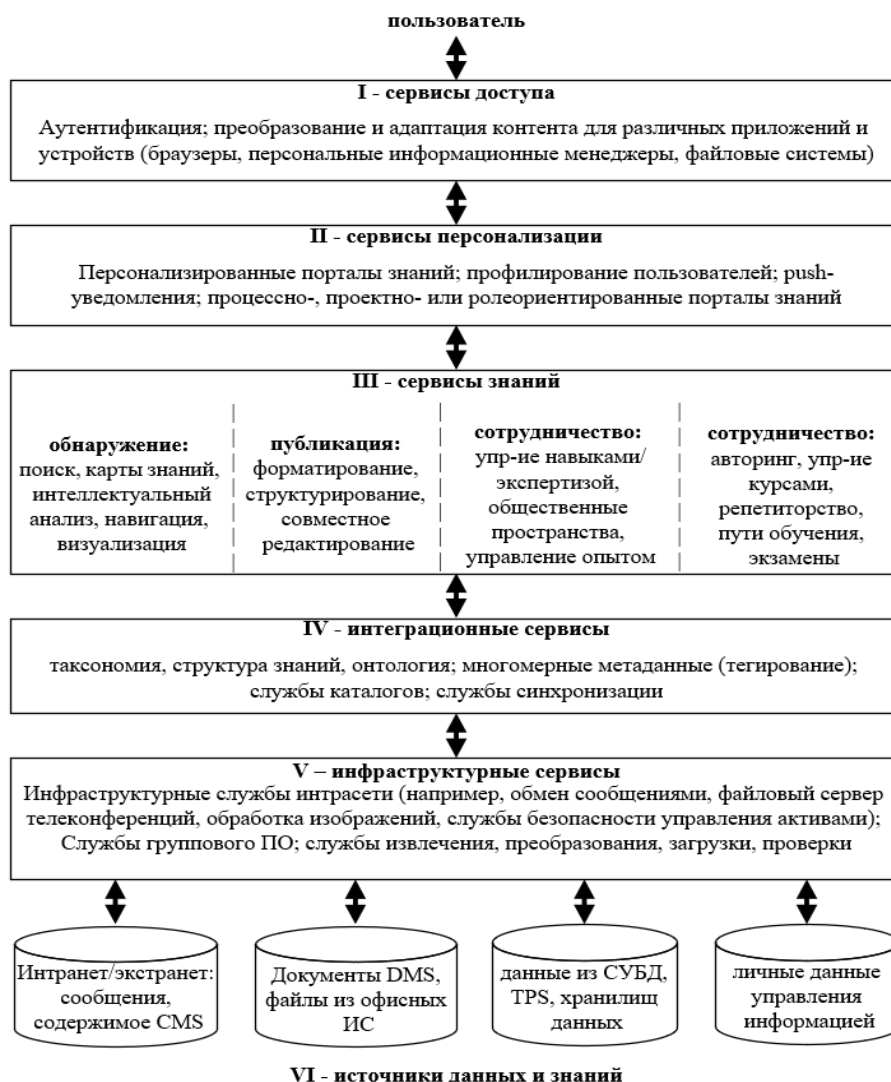 пользователь
I - сервисы доступа
Аутентификация; преобразование и адаптация контента для различных приложений и
устройств (браузеры, персональные информационные менеджеры, файловые системы)
II - сервисы персонализации
Персонализированные порталы знаний; профилирование пользователей; push-
уведомления; процессно-, проектно- или ролеориентированные порталы знаний
III - сервисы знаний
обнаружение:
поиск, карты знаний,
интеллектуальный
анализ, навигация,
визуализация
публикация:
форматирование,
структурирование,
совместное
редактирование
сотрудничество:
упр-ие навыками/
экспертизой,
общественные
пространства,
управление опытом
сотрудничество:
авторинг, упр-ие
курсами,
репетиторство,
пути обучения,
экзамены
IV - интеграционные сервисы
таксономия, структура знаний, онтология; многомерные метаданные (тегирование);
службы каталогов; службы синхронизации
V – инфраструктурные сервисы
Инфраструктурные службы интрасети (например, обмен сообщениями, файловый сервер
телеконференций, обработка изображений, службы безопасности управления активами);
Службы группового ПО; службы извлечения, преобразования, загрузки, проверки
Интранет/экстранет:
сообщения,
содержимое CMS
Документы DMS,
файлы из офисных
ИС
данные из СУБД,
TPS, хранилищ
данных
личные данные
управления
информацией
VI - источники данных и знаний